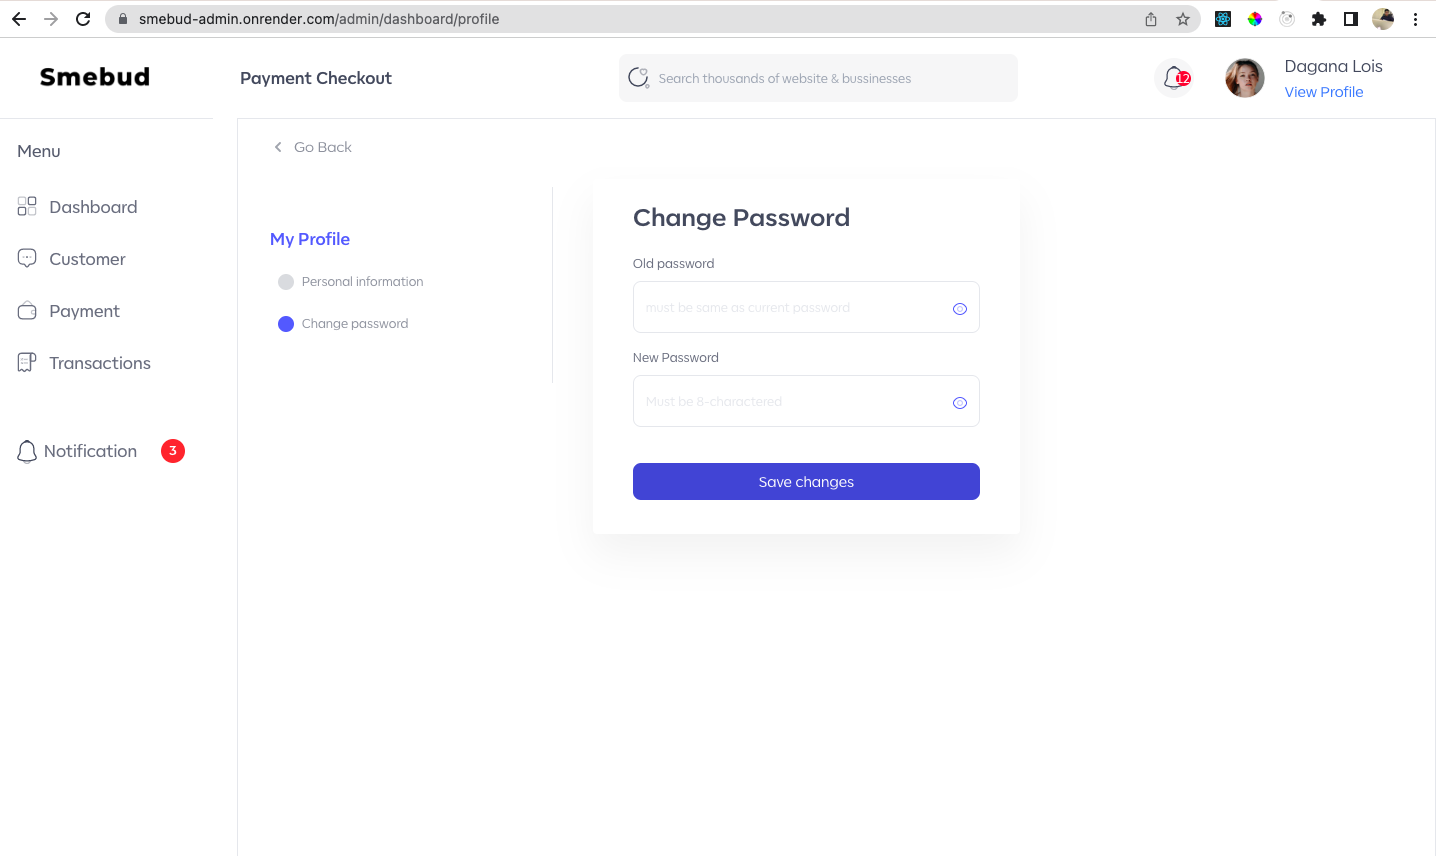 smebud-admin.onrender.com/admin/dashboard/profile
Smebud
Payment Checkout
Search thousands of website & bussinesses
12
Dagana Lois
View Profile
Menu
Dashboard
Customer
Payment
Transactions
Notification 3
Go Back
My Profile
Personal information
Change password
Change Password
Old password
must be same as current password
New Password
Must be 8-charactered
Save changes